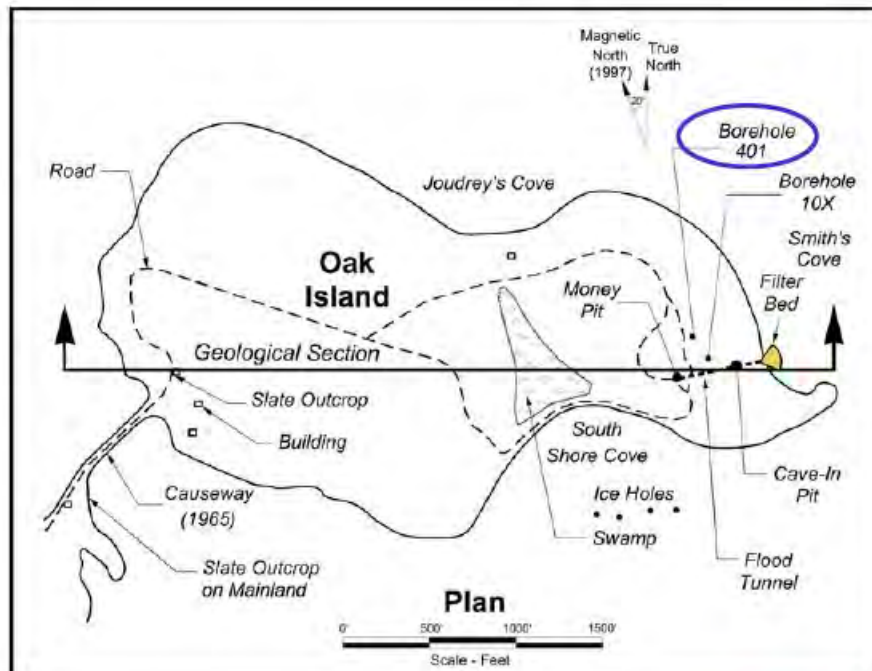 Magnetic
North
(1997)
True
North
20°
Borehole
401
Road
Joudrey's Cove
Borehole
10X
Smith's
Cove
Oak
Island
Money
Pit
Filter
Bed
Geological Section
Slate Outcrop
Building
South
Shore Cove
Cave-In
Pit
Causeway
(1965)
Ice Holes
Swamp
Slate Outcrop
on Mainland
Flood
Tunnel
Plan
0' 500' 1000' 1500'
Scale - Feet